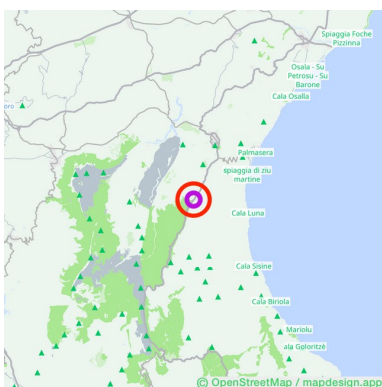 Spiaggia Foche
Pizzinna
Osala - Su
Petrosu - Su
Barone
Cala Osalla
Palmasera
spiaggia di ziu
martine
Cala Luna
Cala Sisine
Cala Biriola
Mariolu
ala Goloritzé
© OpenStreetMap / mapdesign.app